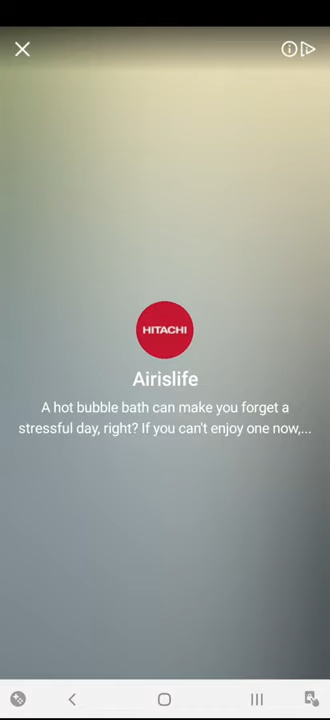 HITACHI
Airislife
A hot bubble bath can make you forget a
stressful day, right? If you can't enjoy one now,...